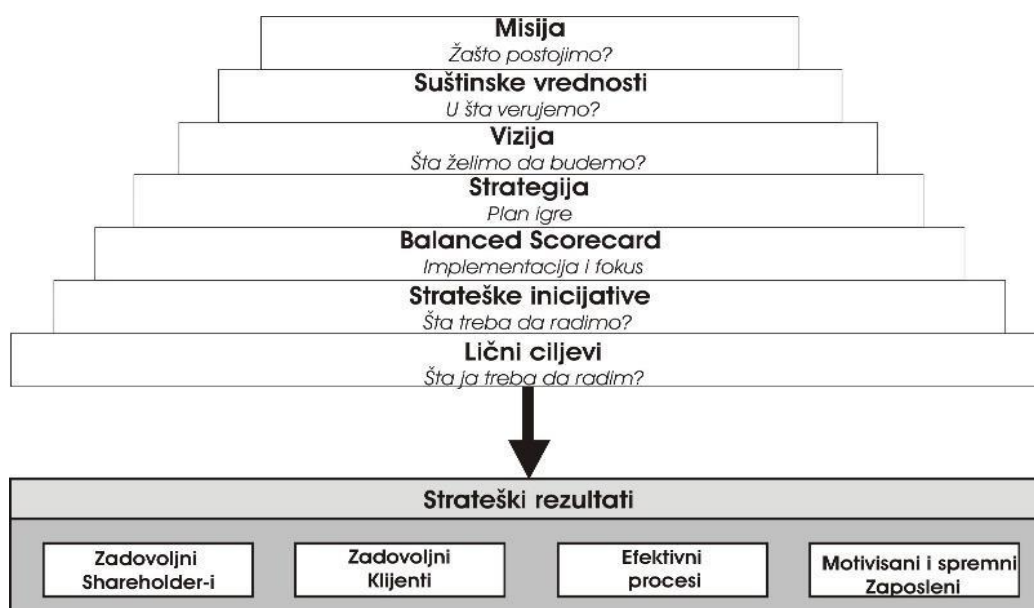 Misija
Žašto postojimo?
Suštinske vrednosti
U šta verujemo?
Vizija
Šta želimo da budemo?
Strategija
Plan igre
Balanced Scorecard
Implementacija i fokus
Strateške inicijative
Šta treba da radimo?
Lični ciljevi
Šta ja treba da radim?
Strateški rezultati
Zadovoljni
Shareholder-i
Zadovoljni
Klijenti
Efektivni
procesi
Motivisani i spremni
Zaposleni